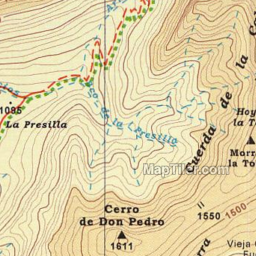 1095
La Presilla
Aco. de la Presilla
Cuerda de la
Hoy
la T
Morr
la To
MapTiler.com
Cerro
de Don Pedro
1611
1550
1500
Vieja